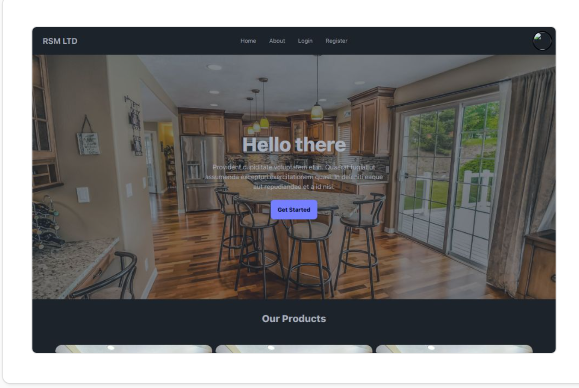 RSM LTD
Home About Login Register
Hello there
Provident cupiditate voluptatem et in. Quaerat fugiat ut
assumenda excepturi exercitationem quasi. In deleniti eaque
aut repudiandae et a id nisi.
Get Started
Our Products